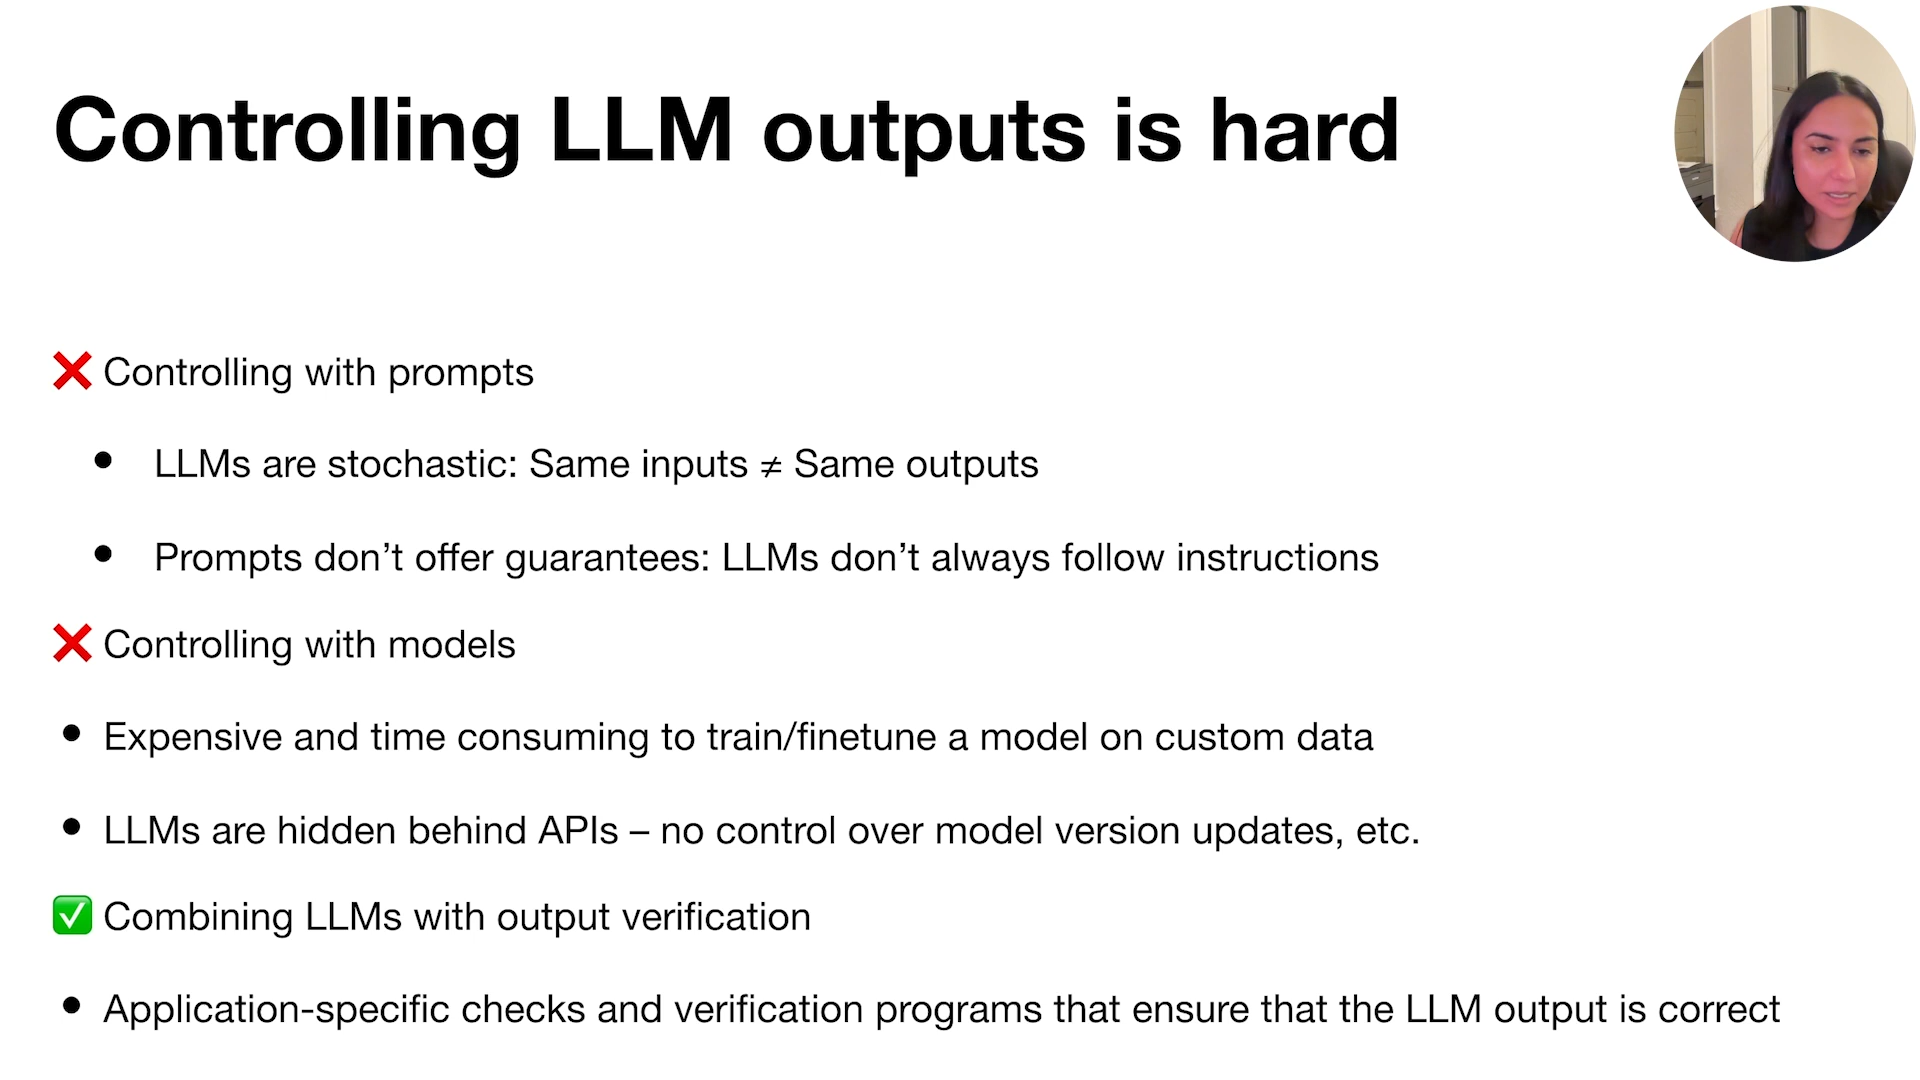 Controlling LLM outputs is hard
❌ Controlling with prompts
• LLMs are stochastic: Same inputs ≠ Same outputs
• Prompts don’t offer guarantees: LLMs don’t always follow instructions
❌ Controlling with models
• Expensive and time consuming to train/finetune a model on custom data
• LLMs are hidden behind APIs – no control over model version updates, etc.
✅ Combining LLMs with output verification
• Application-specific checks and verification programs that ensure that the LLM output is correct